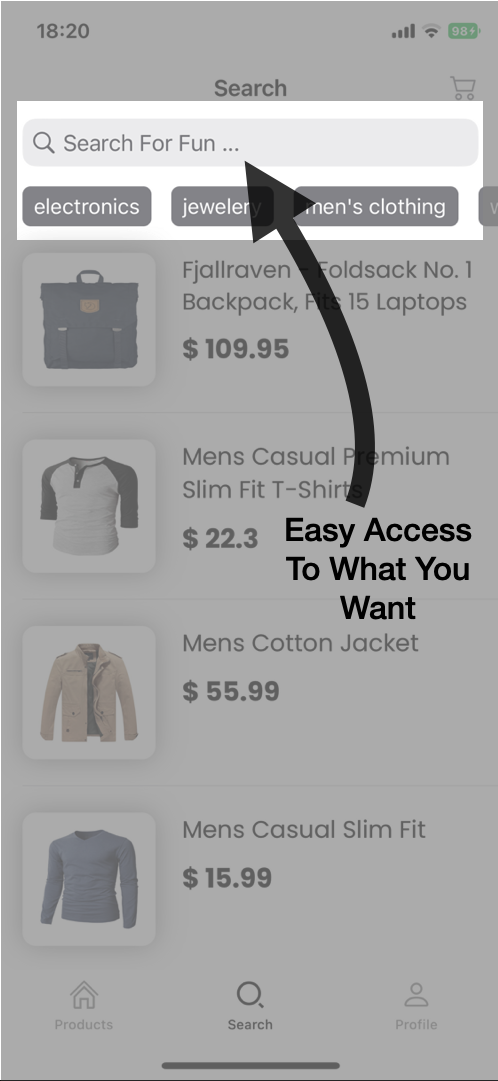 18:20
98
Search
Search For Fun ...
electronics
jewelery
men's clothing
w
Fjallraven - Foldsack No. 1
Backpack, Fits 15 Laptops
$ 109.95
Mens Casual Premium
Slim Fit T-Shirts
$ 22.3
Easy Access
To What You
Want
Mens Cotton Jacket
$ 55.99
Mens Casual Slim Fit
$ 15.99
Products
Search
Profile